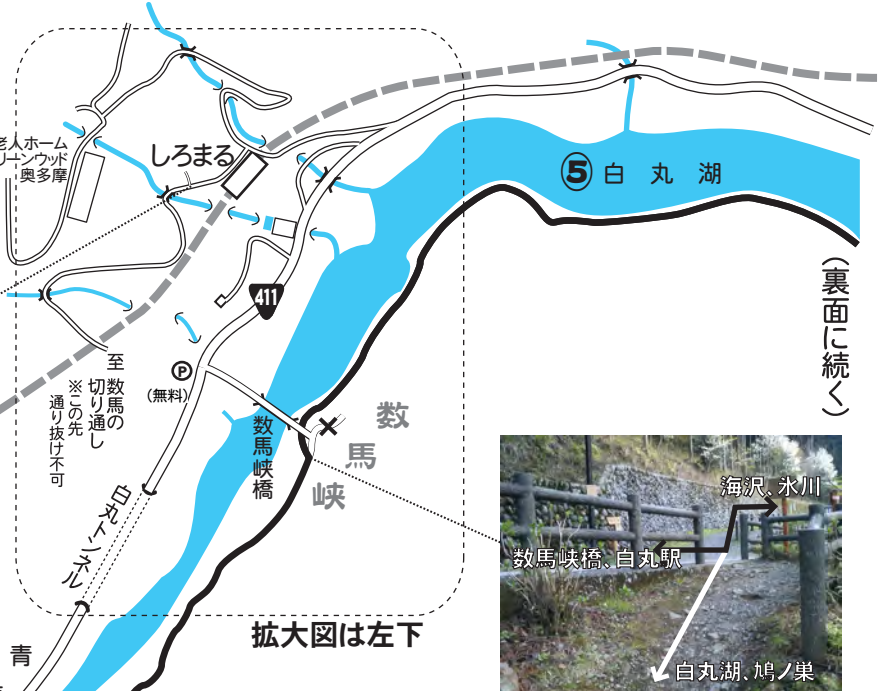 老人ホーム
リーンウッド
奥多摩
しろまる
⑤ 白丸湖
(裏面に続く)
411
至 数馬の
切り通し
※この先
通り抜け不可
P
(無料)
数馬峡橋
数馬峡
白丸トンネル
海沢、氷川
数馬峡橋、白丸駅
白丸湖、鳩ノ巣
拡大図は左下
青